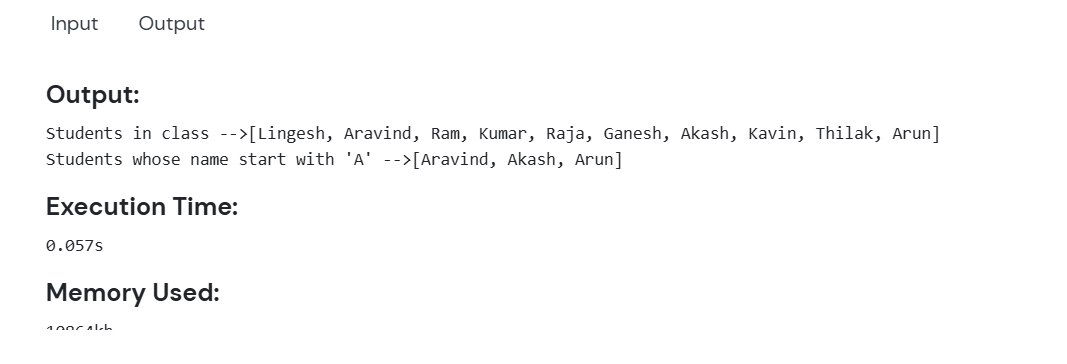 Input Output
Output:
Students in class -->[Lingesh, Aravind, Ram, Kumar, Raja, Ganesh, Akash, Kavin, Thilak, Arun]
Students whose name start with 'A' -->[Aravind, Akash, Arun]
Execution Time:
0.057s
Memory Used: